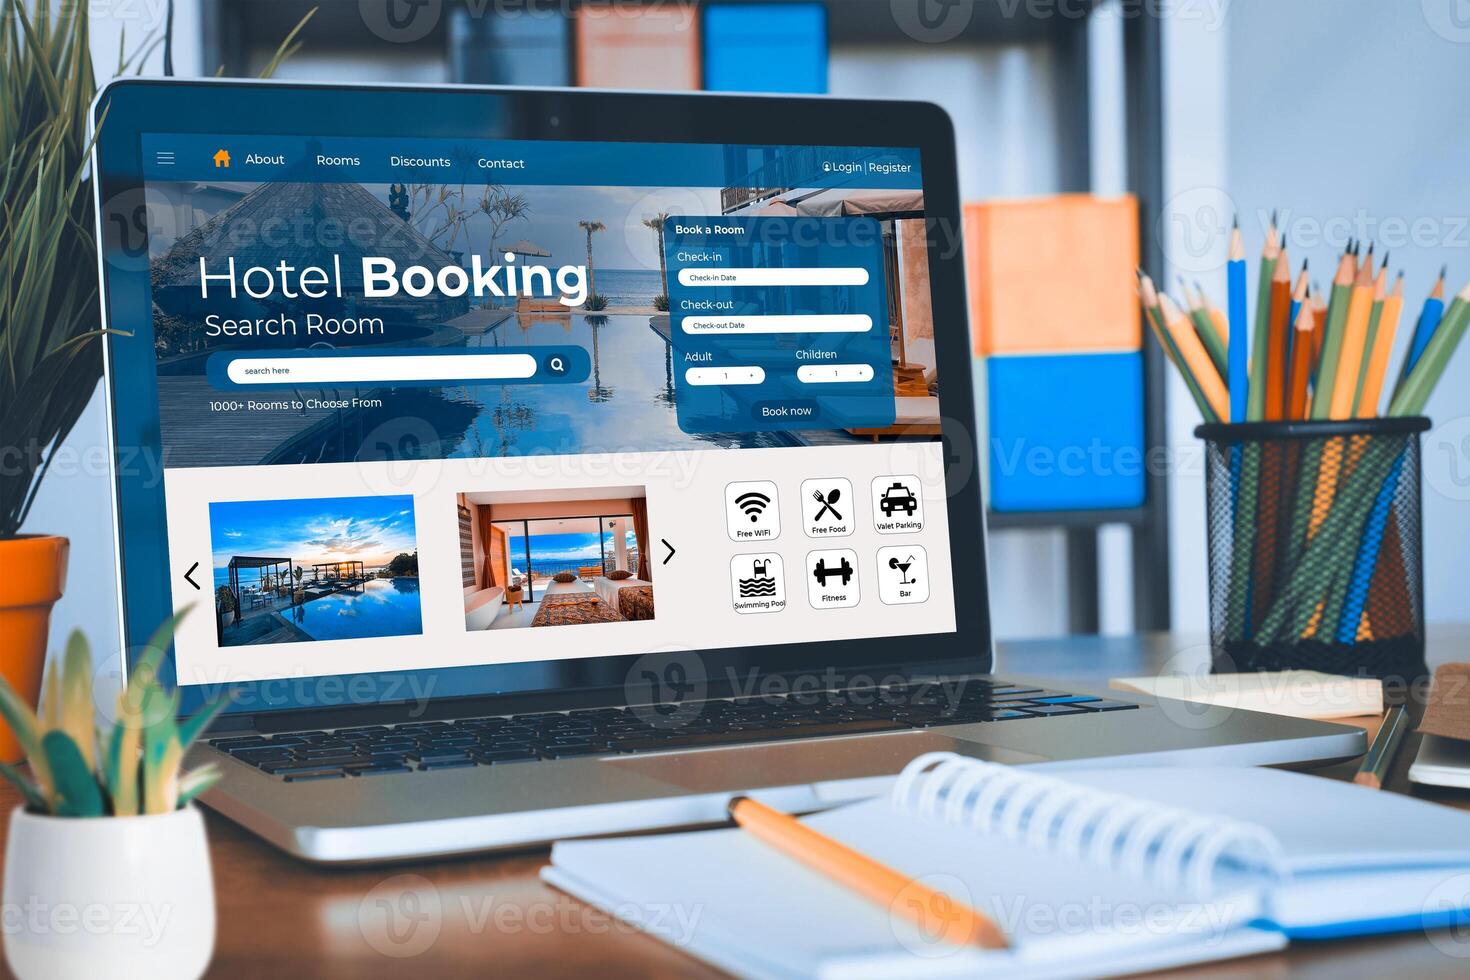 About Rooms Discounts Contact
Login | Register
Hotel Booking
Search Room
search here
1000+ Rooms to Choose From
Book a Room
Check-in
Check-in Date
Check-out
Check-out Date
Adult Children
- 1 + - 1 +
Book now
Free WIFI Free Food Valet Parking
Swimming Pool Fitness Bar
Vecteezy